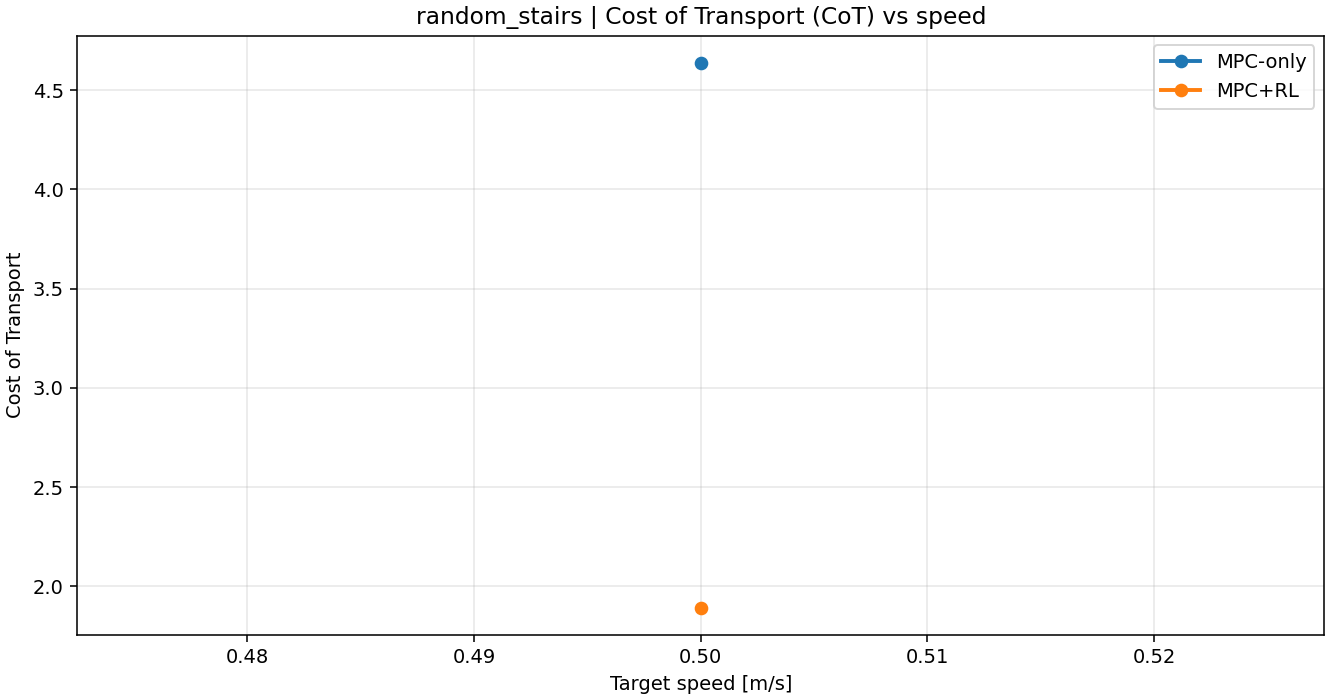 random_stairs | Cost of Transport (CoT) vs speed
MPC-only
MPC+RL
Cost of Transport
4.5
4.0
3.5
3.0
2.5
2.0
0.48
0.49
0.50
0.51
0.52
Target speed [m/s]